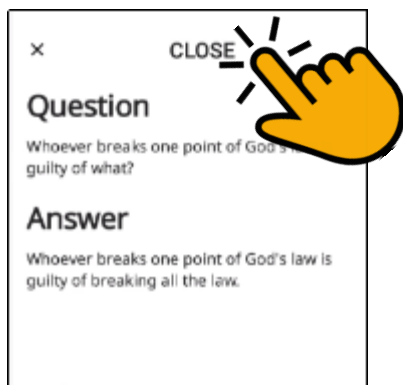 × CLOSE
Question
Whoever breaks one point of God's
guilty of what?
Answer
Whoever breaks one point of God's law is
guilty of breaking all the law.